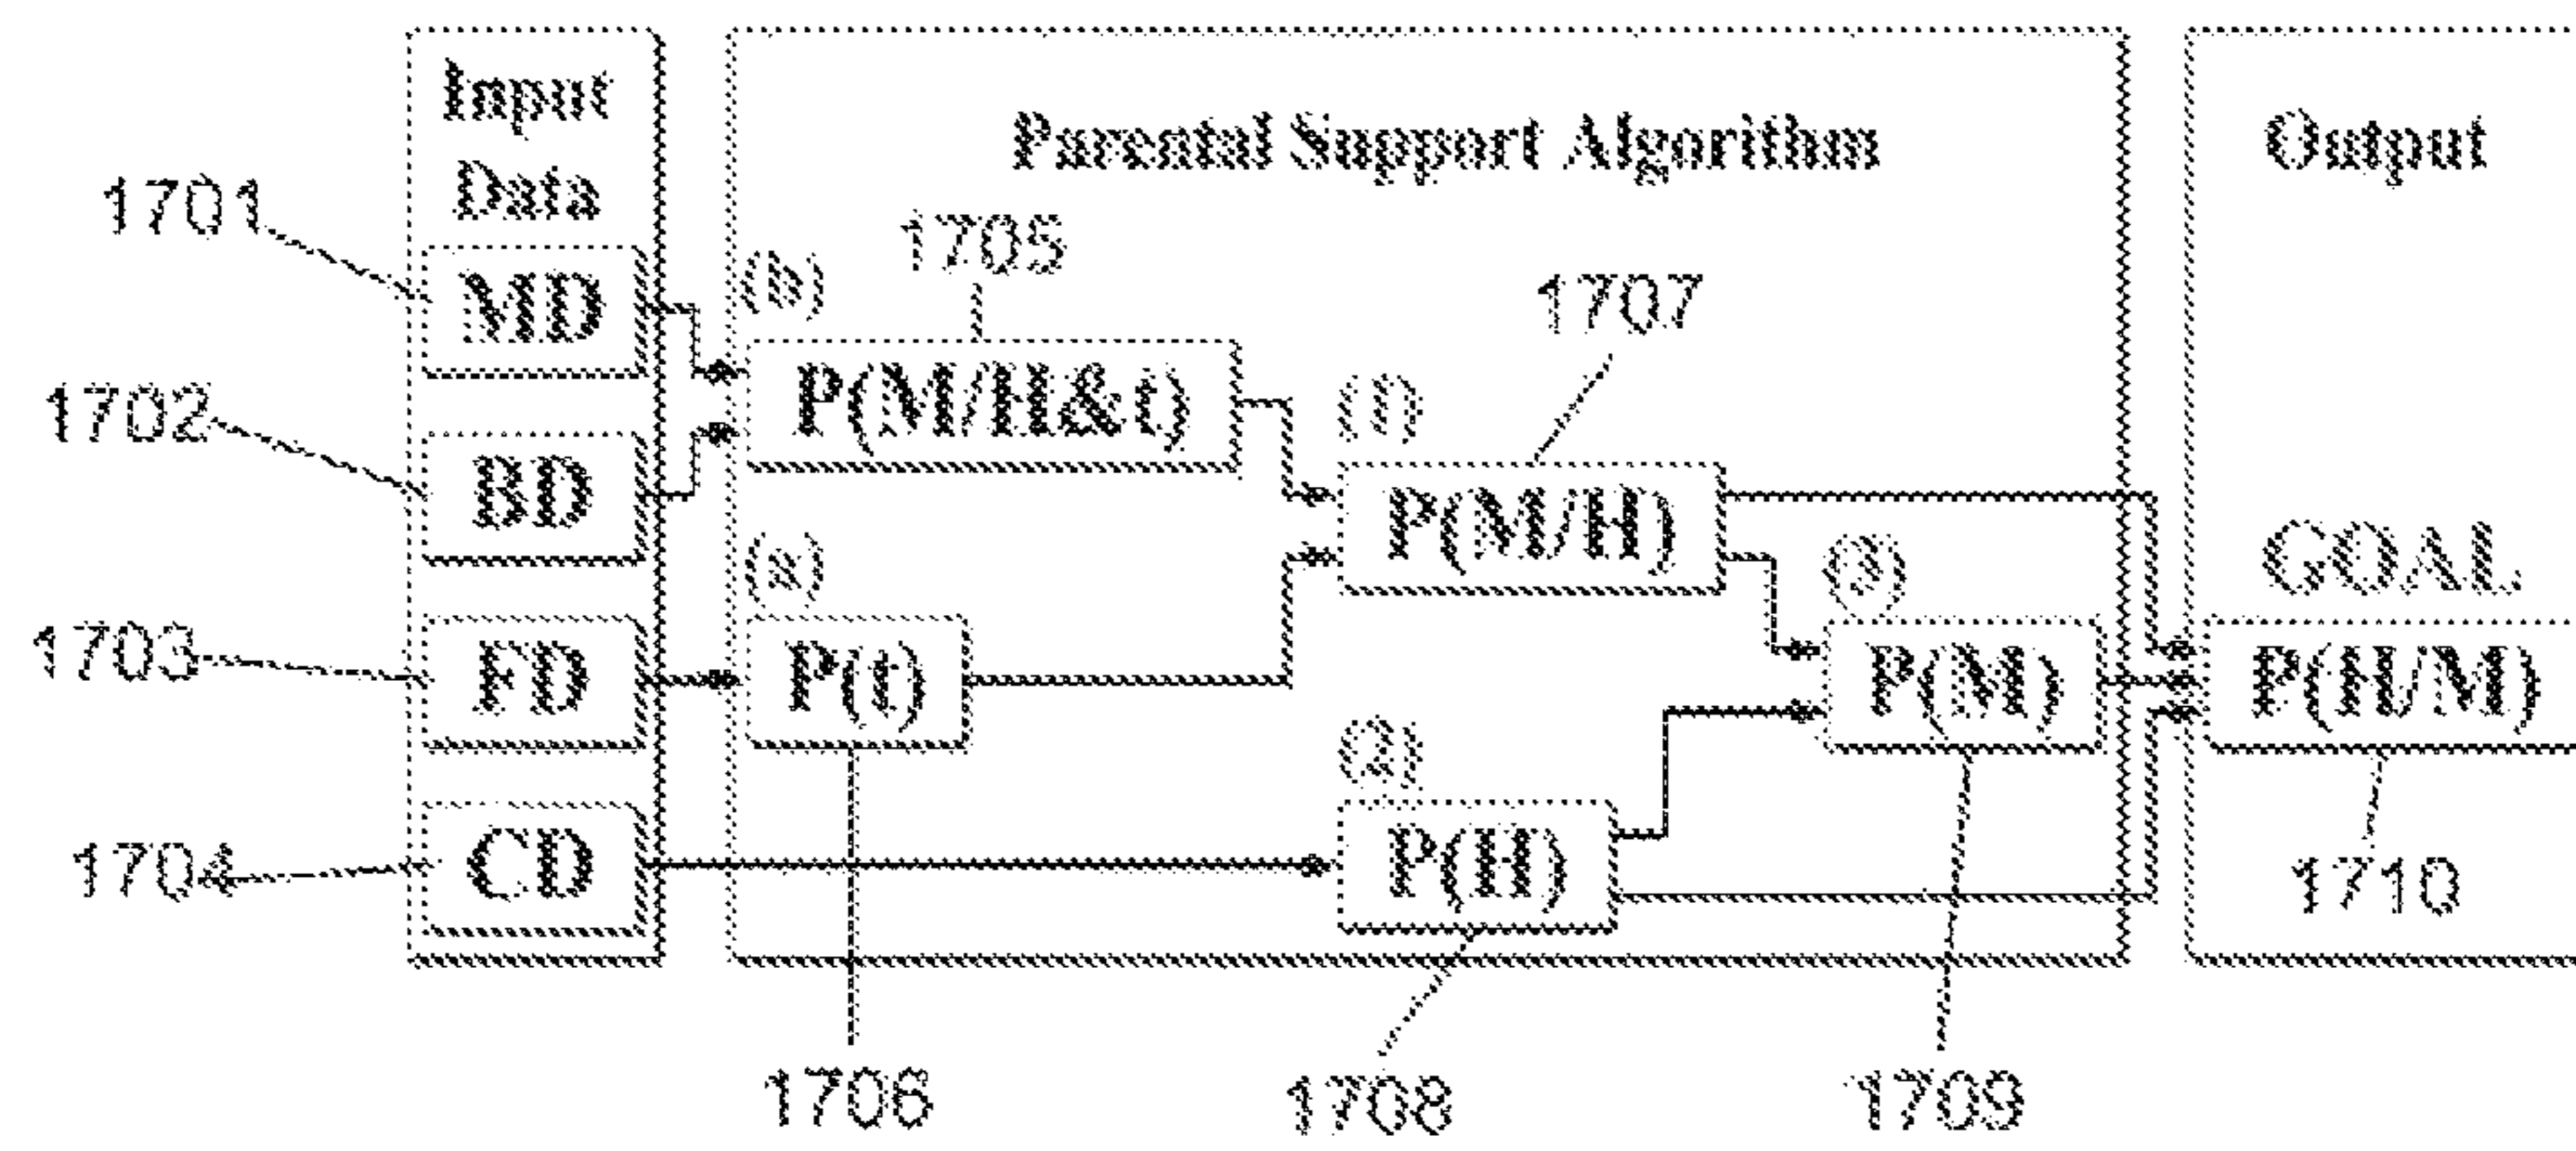 Input
Data
Parental Support Algorithm
Output
1701
MD
(b)
1705
P(M/H&t)
1707
1702
BD
(1)
P(M/H)
(a)
(3)
GOAL
1703
FD
P(t)
P(M)
P(H/M)
(2)
1704
CD
P(H)
1710
1706
1708
1709